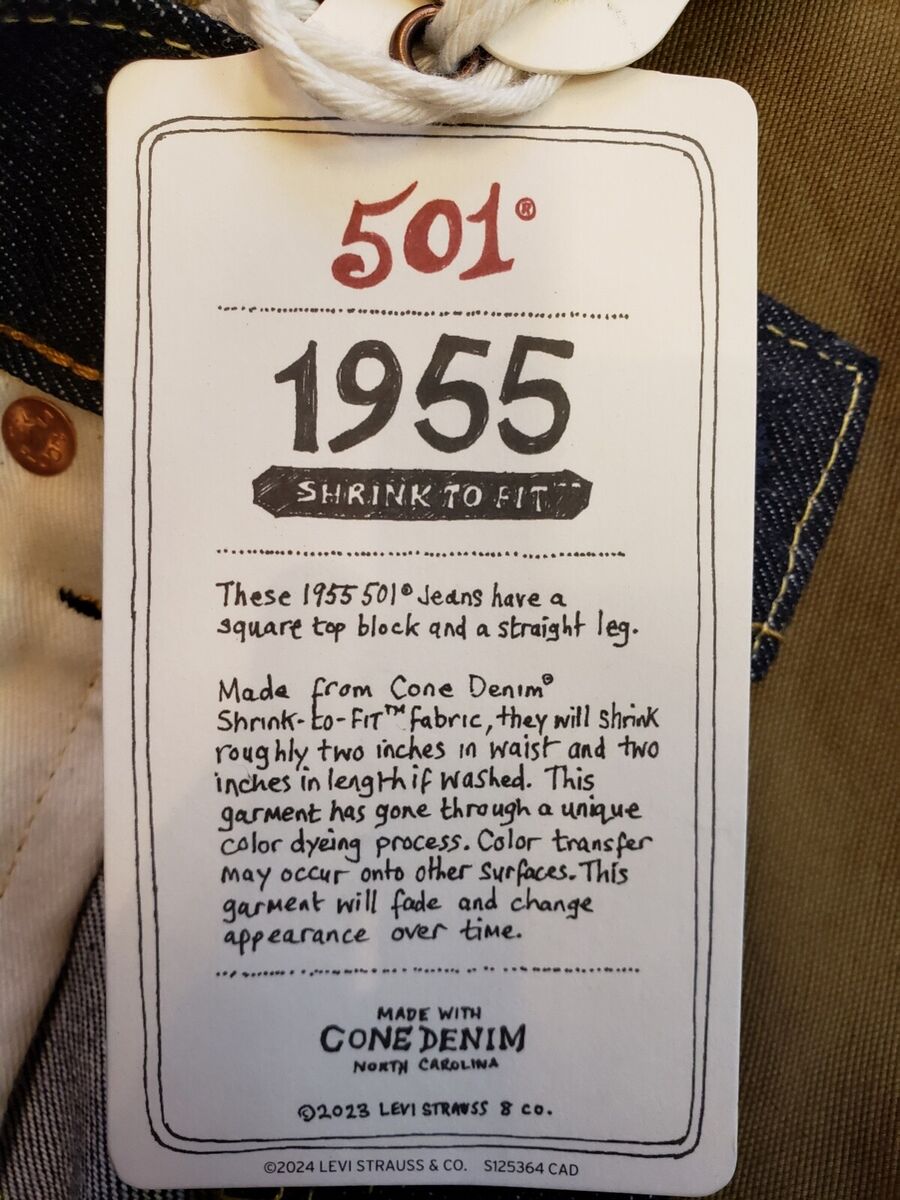 501®
1955
SHRINK TO FIT™
These 1955 501® Jeans have a
square top block and a straight leg.
Made from Cone Denim®
Shrink-to-Fit™ fabric, they will shrink
roughly two inches in waist and two
inches in length if washed. This
garment has gone through a unique
color dyeing process. Color transfer
may occur onto other surfaces. This
garment will fade and change
appearance over time.
MADE WITH
CONE DENIM
NORTH CAROLINA
©2023 LEVI STRAUSS & CO.
©2024 LEVI STRAUSS & CO. S125364 CAD